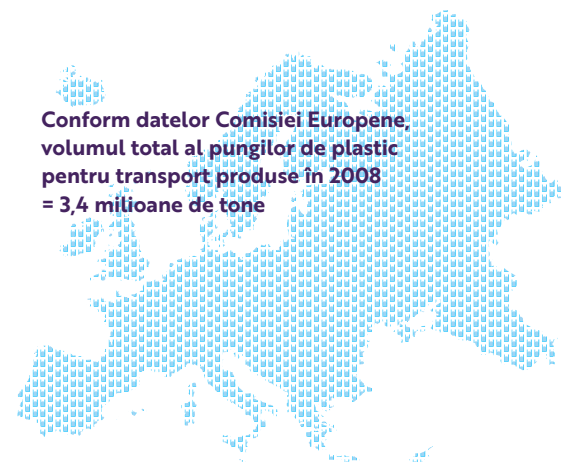 Conform datelor Comisiei Europene,
volumul total al pungilor de plastic
pentru transport produse în 2008
= 3,4 milioane de tone